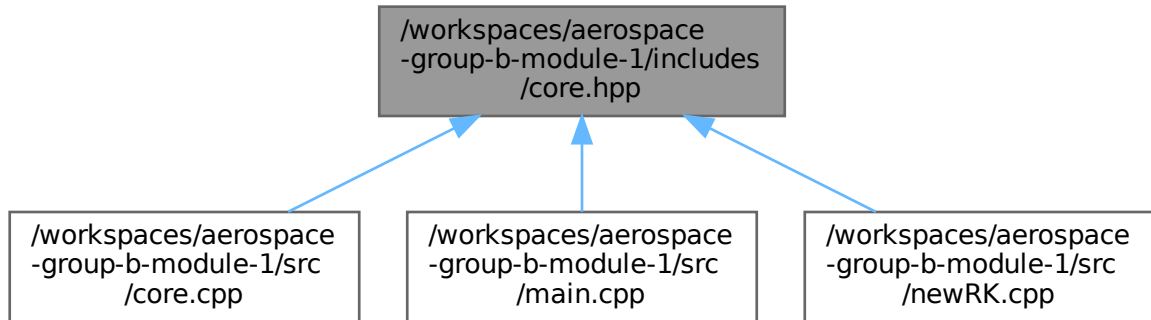 /workspaces/aerospace
-group-b-module-1/includes
/core.hpp
/workspaces/aerospace
-group-b-module-1/src
/core.cpp
/workspaces/aerospace
-group-b-module-1/src
/main.cpp
/workspaces/aerospace
-group-b-module-1/src
/newRK.cpp